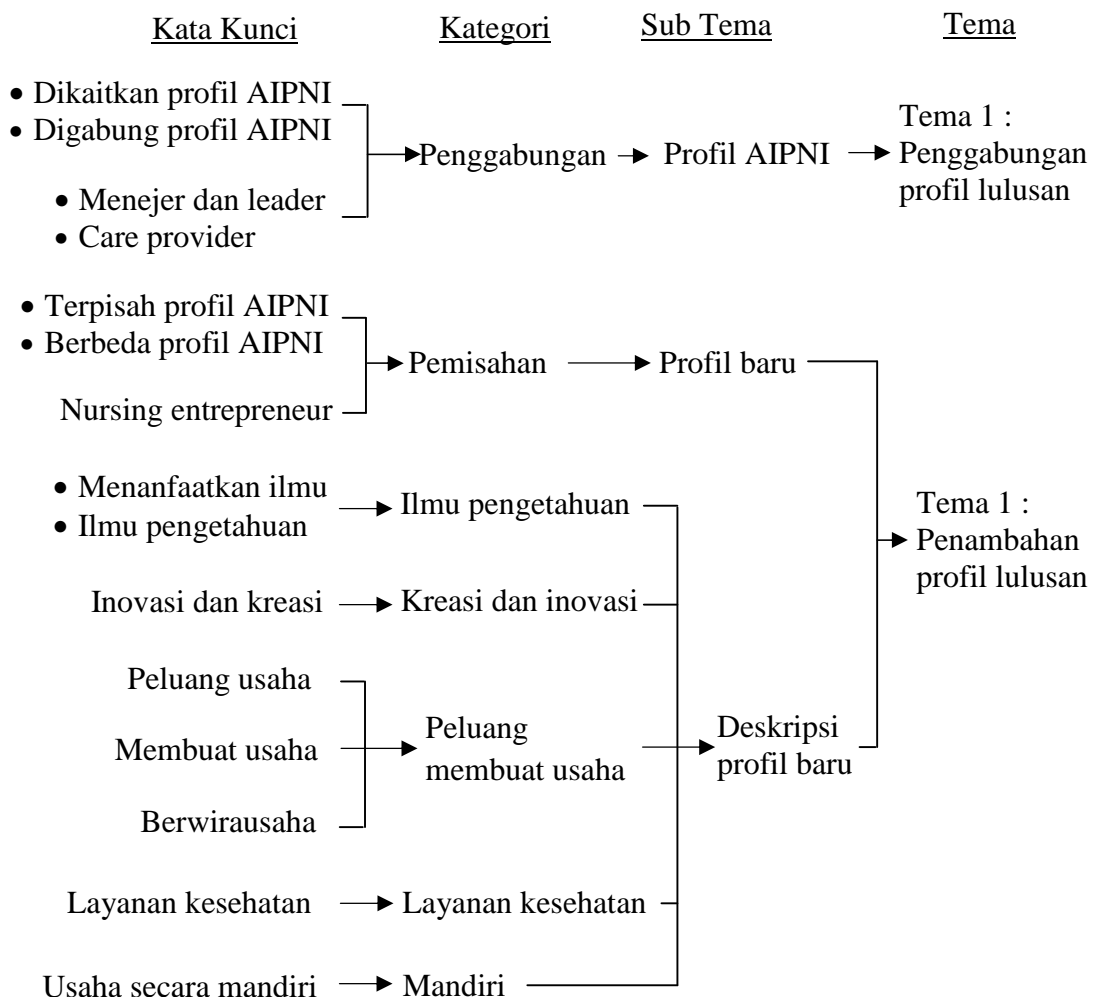 Kata Kunci Kategori Sub Tema Tema
• Dikaitkan profil AIPNI
• Digabung profil AIPNI
• Menejer dan leader
• Care provider
Penggabungan
Profil AIPNI
Tema 1 :
Penggabungan
profil lulusan
• Terpisah profil AIPNI
• Berbeda profil AIPNI
Nursing entrepreneur
Pemisahan
Profil baru
• Menanfaatkan ilmu
• Ilmu pengetahuan
Ilmu pengetahuan
Inovasi dan kreasi
Kreasi dan inovasi
Peluang usaha
Membuat usaha
Berwirausaha
Peluang
membuat usaha
Layanan kesehatan
Layanan kesehatan
Usaha secara mandiri
Mandiri
Deskripsi
profil baru
Tema 1 :
Penambahan
profil lulusan